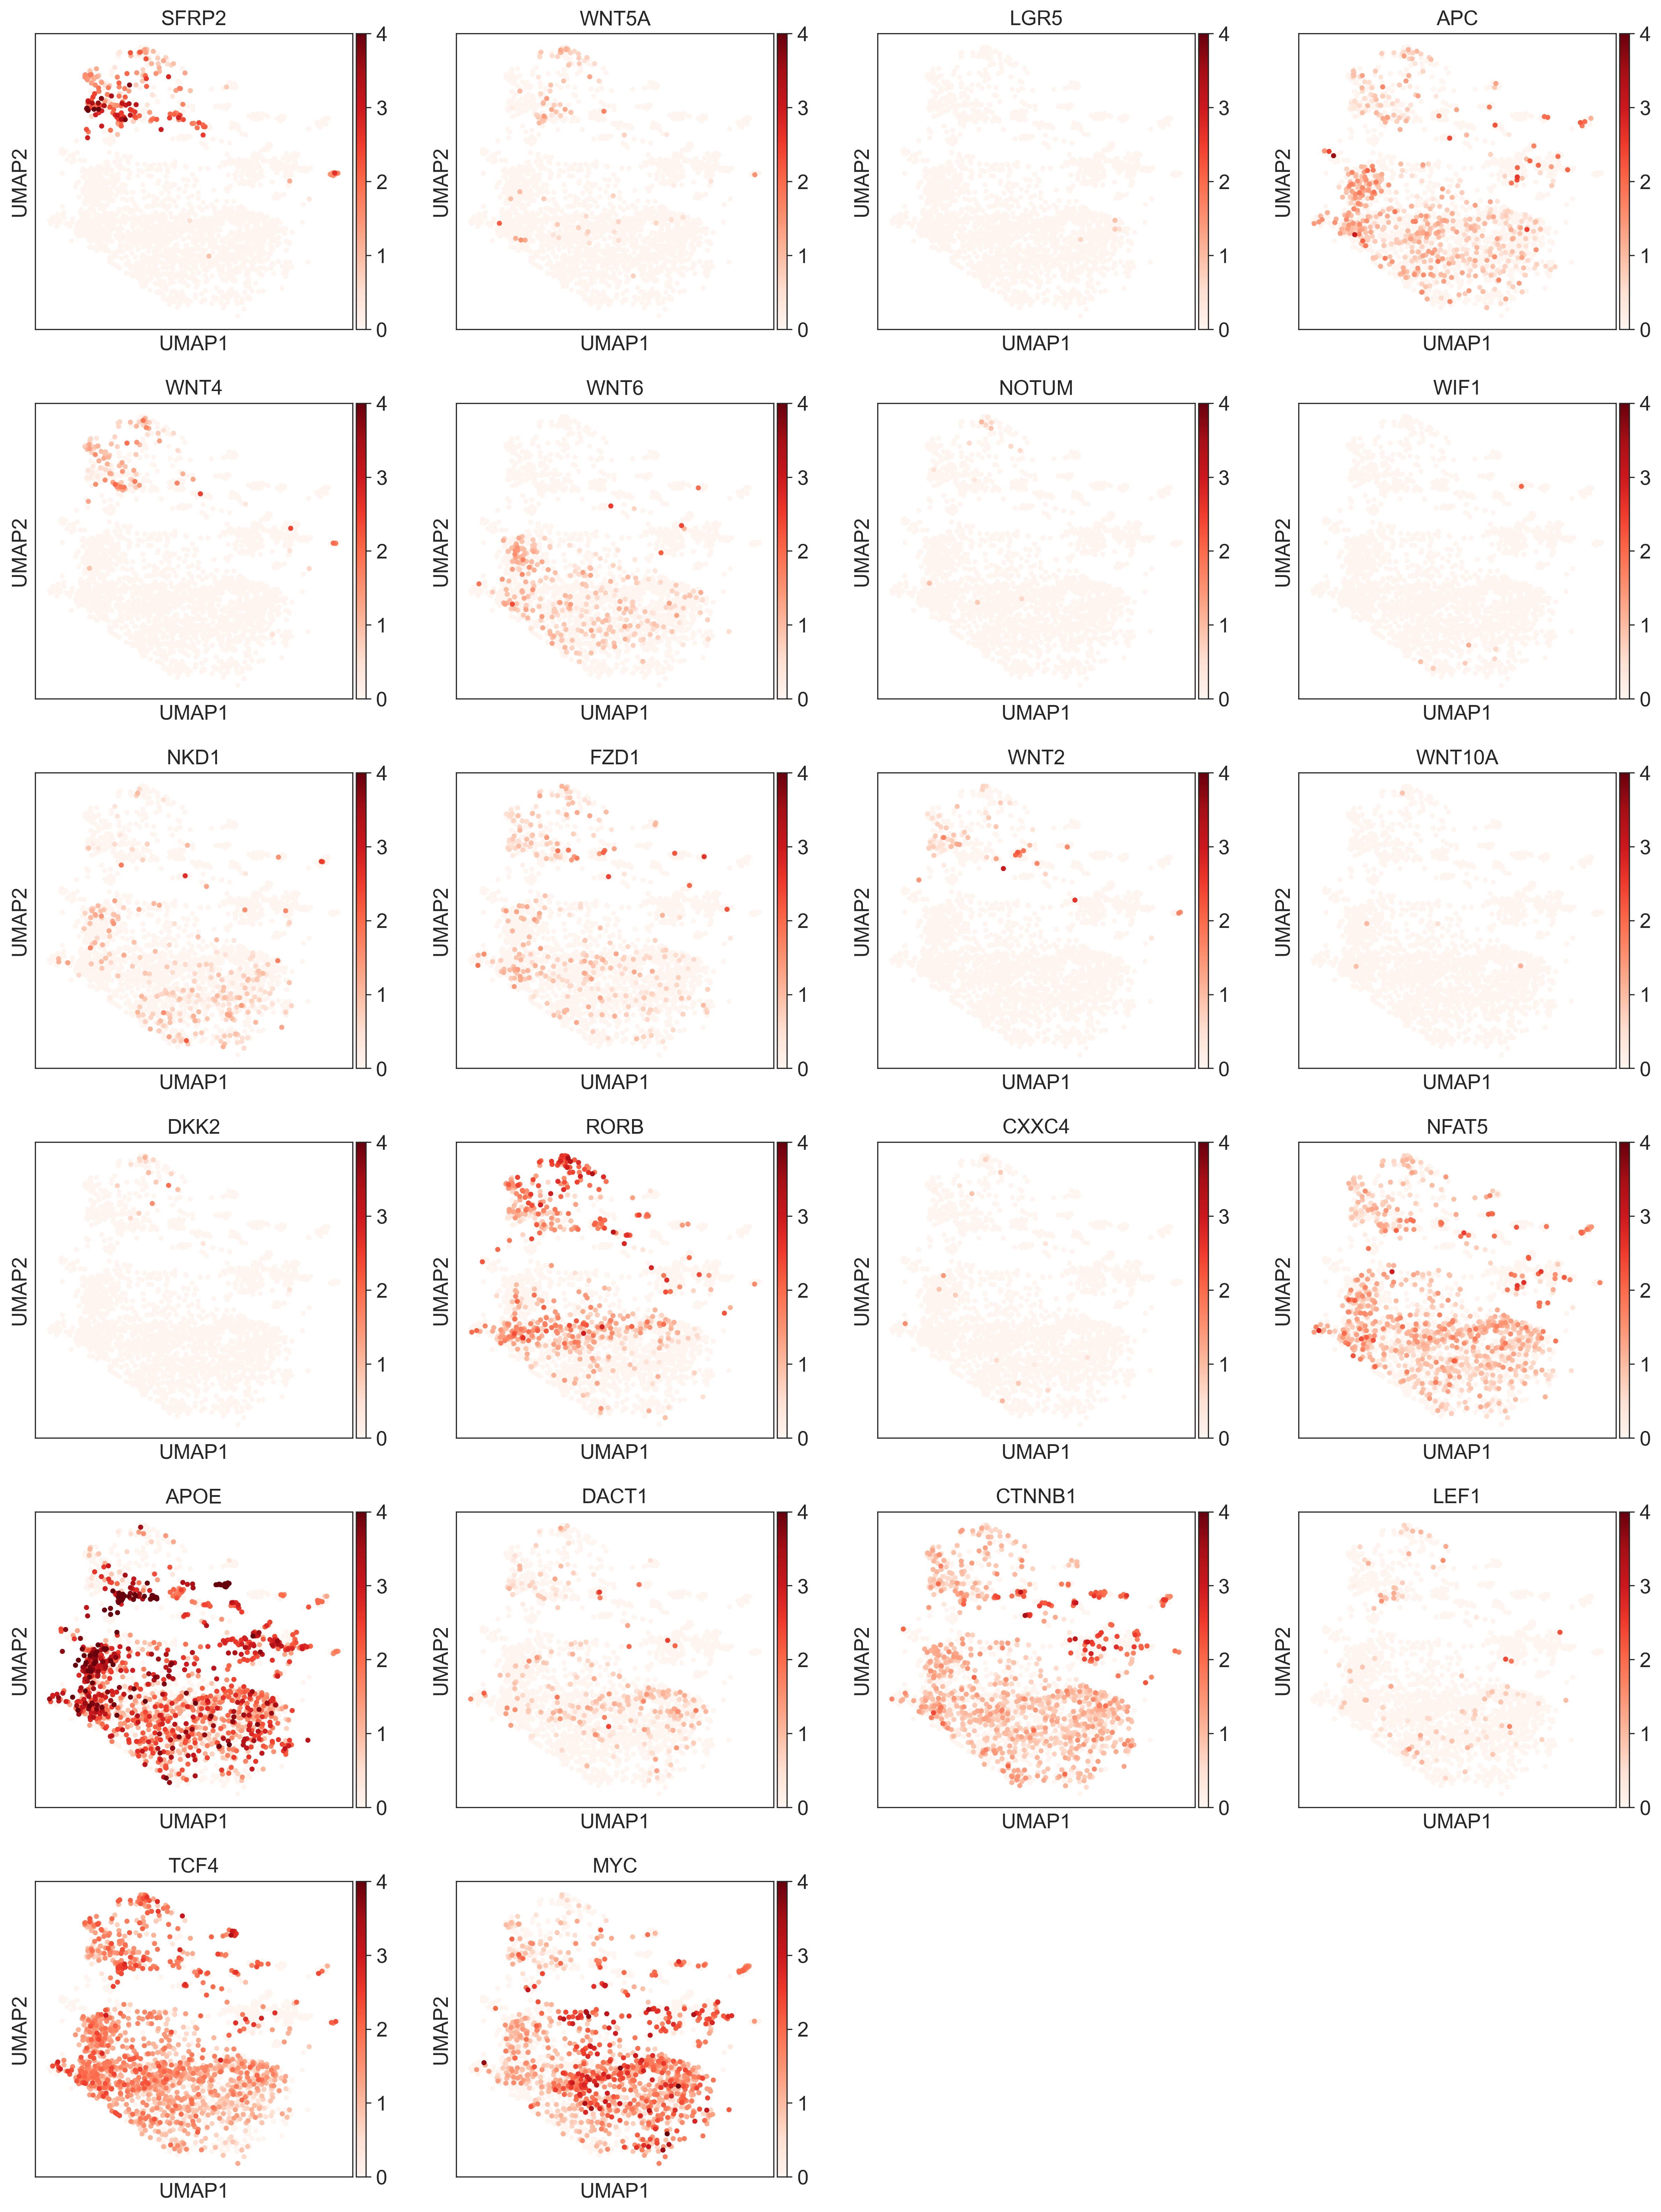 SFRP2 WNT5A LGR5 APC
4 4 4 4
3 3 3 3
UMAP2 UMAP2 UMAP2 UMAP2
2 2 2 2
1 1 1 1
0 0 0 0
UMAP1 UMAP1 UMAP1 UMAP1
WNT4 WNT6 NOTUM WIF1
4 4 4 4
3 3 3 3
UMAP2 UMAP2 UMAP2 UMAP2
2 2 2 2
1 1 1 1
0 0 0 0
UMAP1 UMAP1 UMAP1 UMAP1
NKD1 FZD1 WNT2 WNT10A
4 4 4 4
3 3 3 3
UMAP2 UMAP2 UMAP2 UMAP2
2 2 2 2
1 1 1 1
0 0 0 0
UMAP1 UMAP1 UMAP1 UMAP1
DKK2 RORB CXXC4 NFAT5
4 4 4 4
3 3 3 3
UMAP2 UMAP2 UMAP2 UMAP2
2 2 2 2
1 1 1 1
0 0 0 0
UMAP1 UMAP1 UMAP1 UMAP1
APOE DACT1 CTNNB1 LEF1
4 4 4 4
3 3 3 3
UMAP2 UMAP2 UMAP2 UMAP2
2 2 2 2
1 1 1 1
0 0 0 0
UMAP1 UMAP1 UMAP1 UMAP1
TCF4 MYC
4 4
3 3
UMAP2 UMAP2
2 2
1 1
0 0
UMAP1 UMAP1